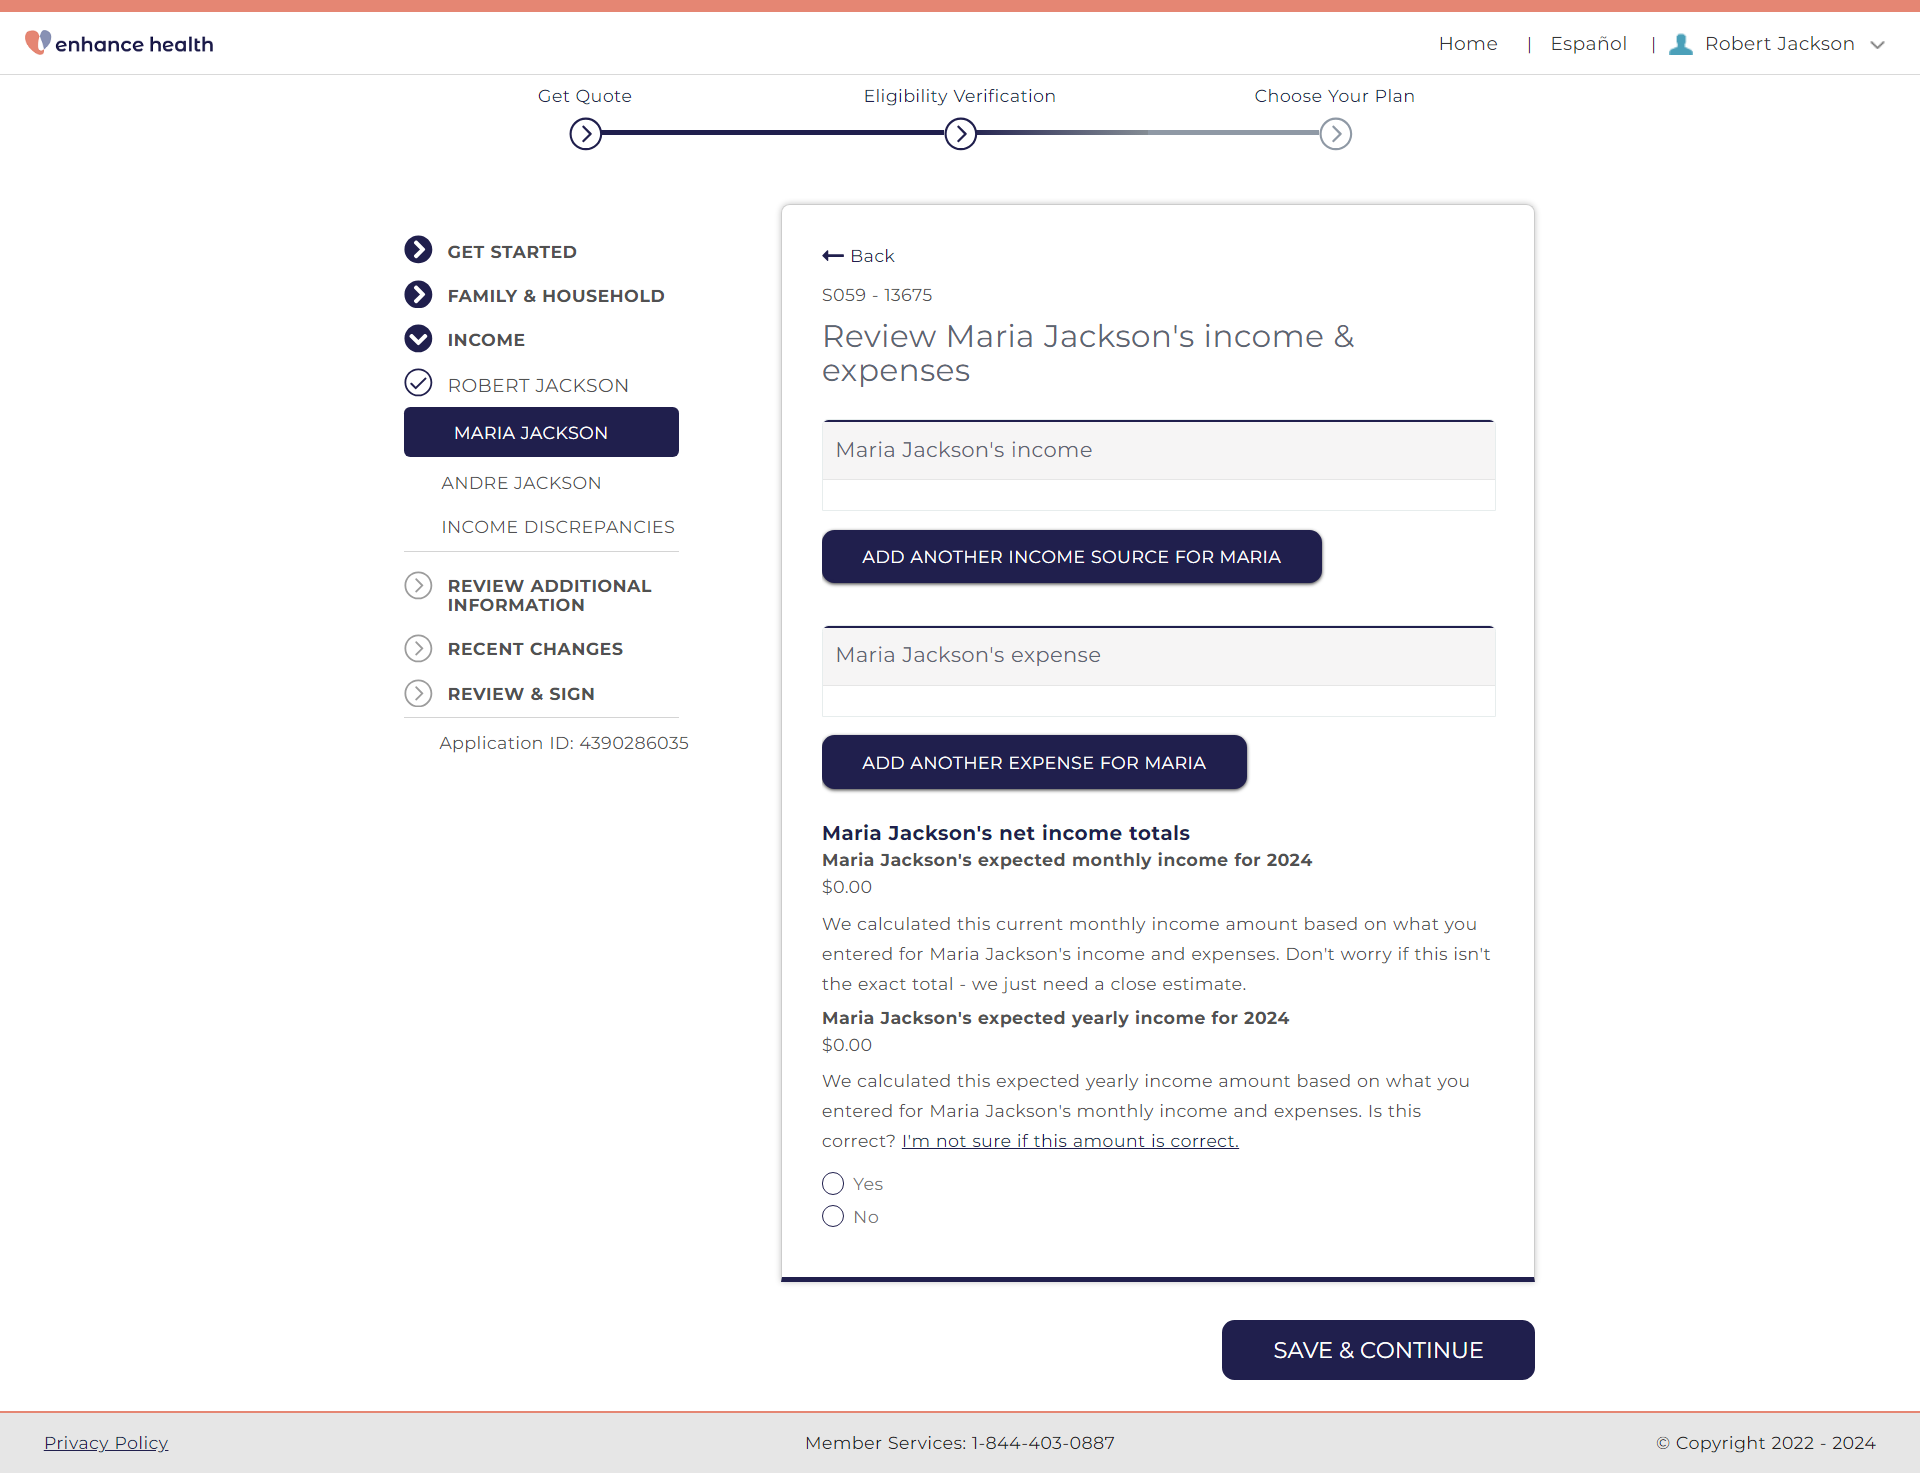 enhance health
Home | Español | Robert Jackson
Get Quote
Eligibility Verification
Choose Your Plan
GET STARTED
FAMILY & HOUSEHOLD
INCOME
ROBERT JACKSON
MARIA JACKSON
ANDRE JACKSON
INCOME DISCREPANCIES
REVIEW ADDITIONAL
INFORMATION
RECENT CHANGES
REVIEW & SIGN
Application ID: 4390286035
Back
S059 - 13675
Review Maria Jackson's income &
expenses
Maria Jackson's income
ADD ANOTHER INCOME SOURCE FOR MARIA
Maria Jackson's expense
ADD ANOTHER EXPENSE FOR MARIA
Maria Jackson's net income totals
Maria Jackson's expected monthly income for 2024
$0.00
We calculated this current monthly income amount based on what you
entered for Maria Jackson's income and expenses. Don't worry if this isn't
the exact total - we just need a close estimate.
Maria Jackson's expected yearly income for 2024
$0.00
We calculated this expected yearly income amount based on what you
entered for Maria Jackson's monthly income and expenses. Is this
correct? I'm not sure if this amount is correct.
Yes
No
SAVE & CONTINUE
Privacy Policy
Member Services: 1-844-403-0887
© Copyright 2022 - 2024